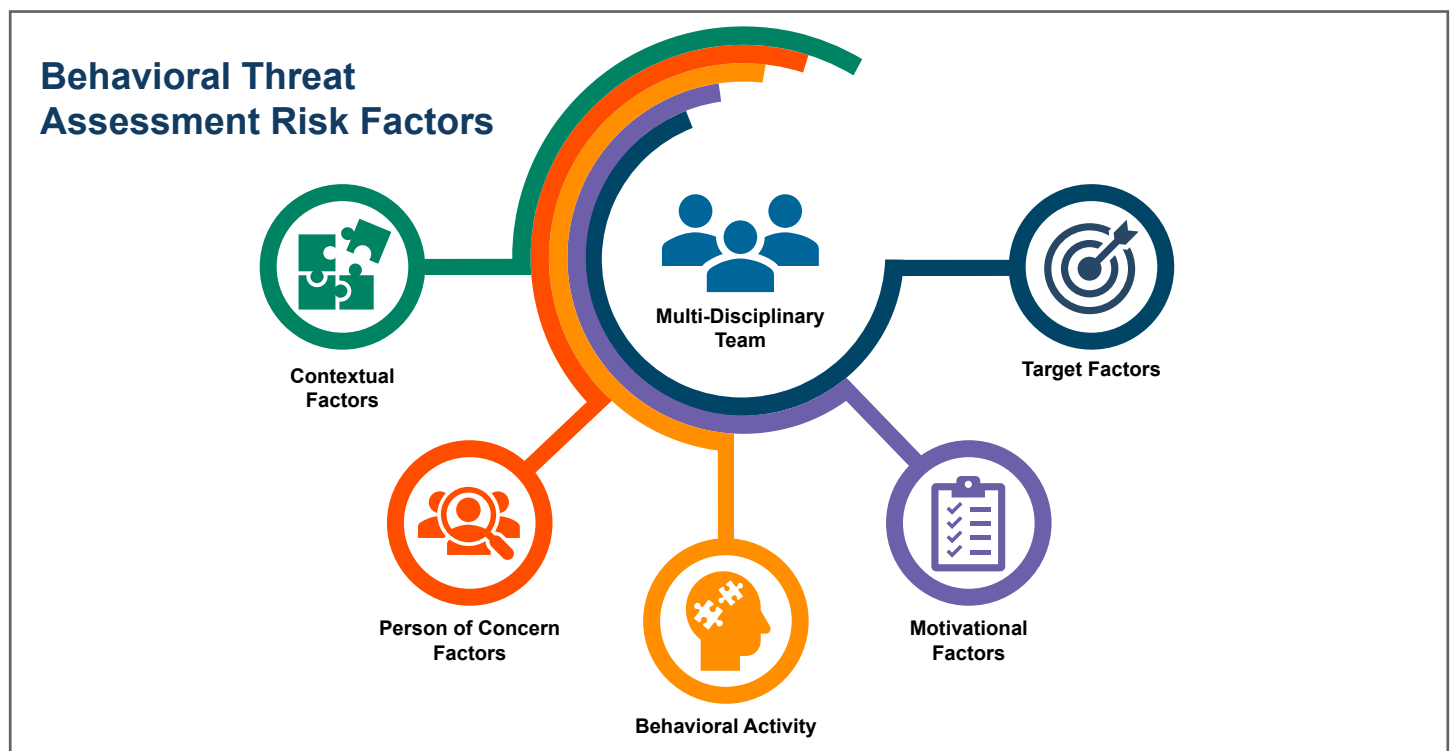 Behavioral Threat
Assessment Risk Factors
Multi-Disciplinary
Team
Contextual
Factors
Target Factors
Person of Concern
Factors
Motivational
Factors
Behavioral Activity